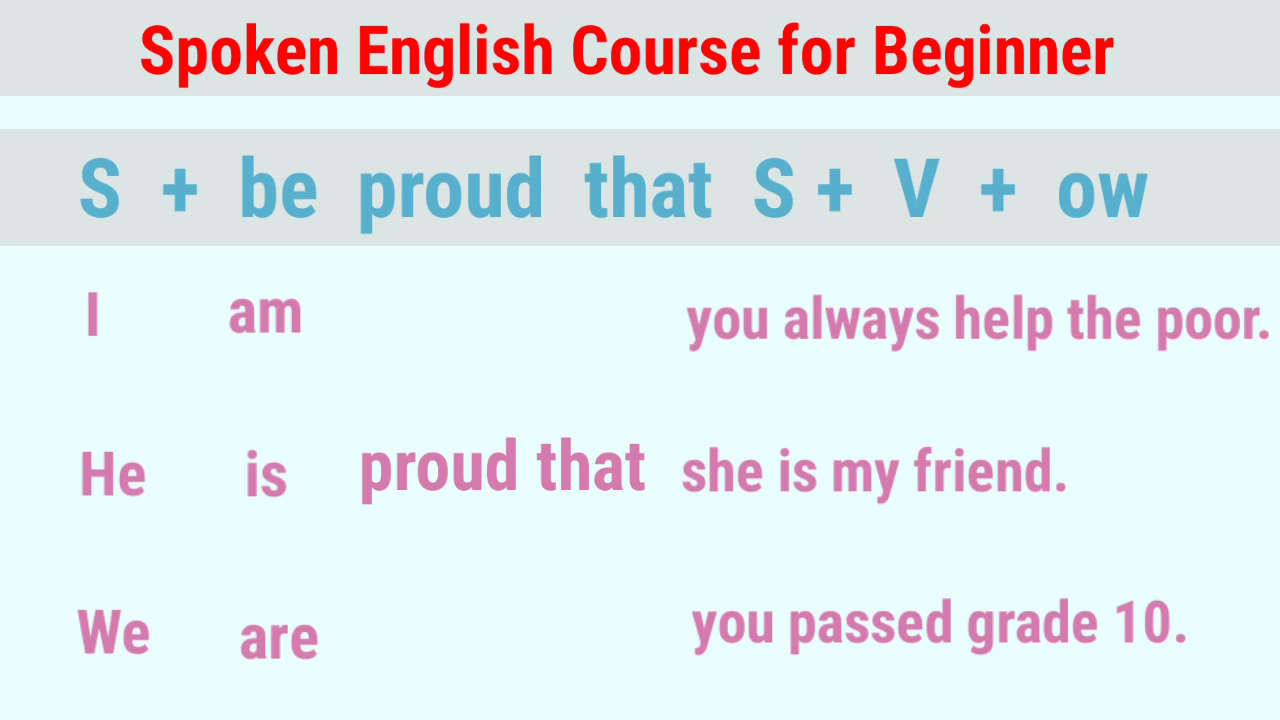 Spoken English Course for Beginner
S + be proud that S + V + ow
I am you always help the poor.
He is proud that she is my friend.
We are you passed grade 10.